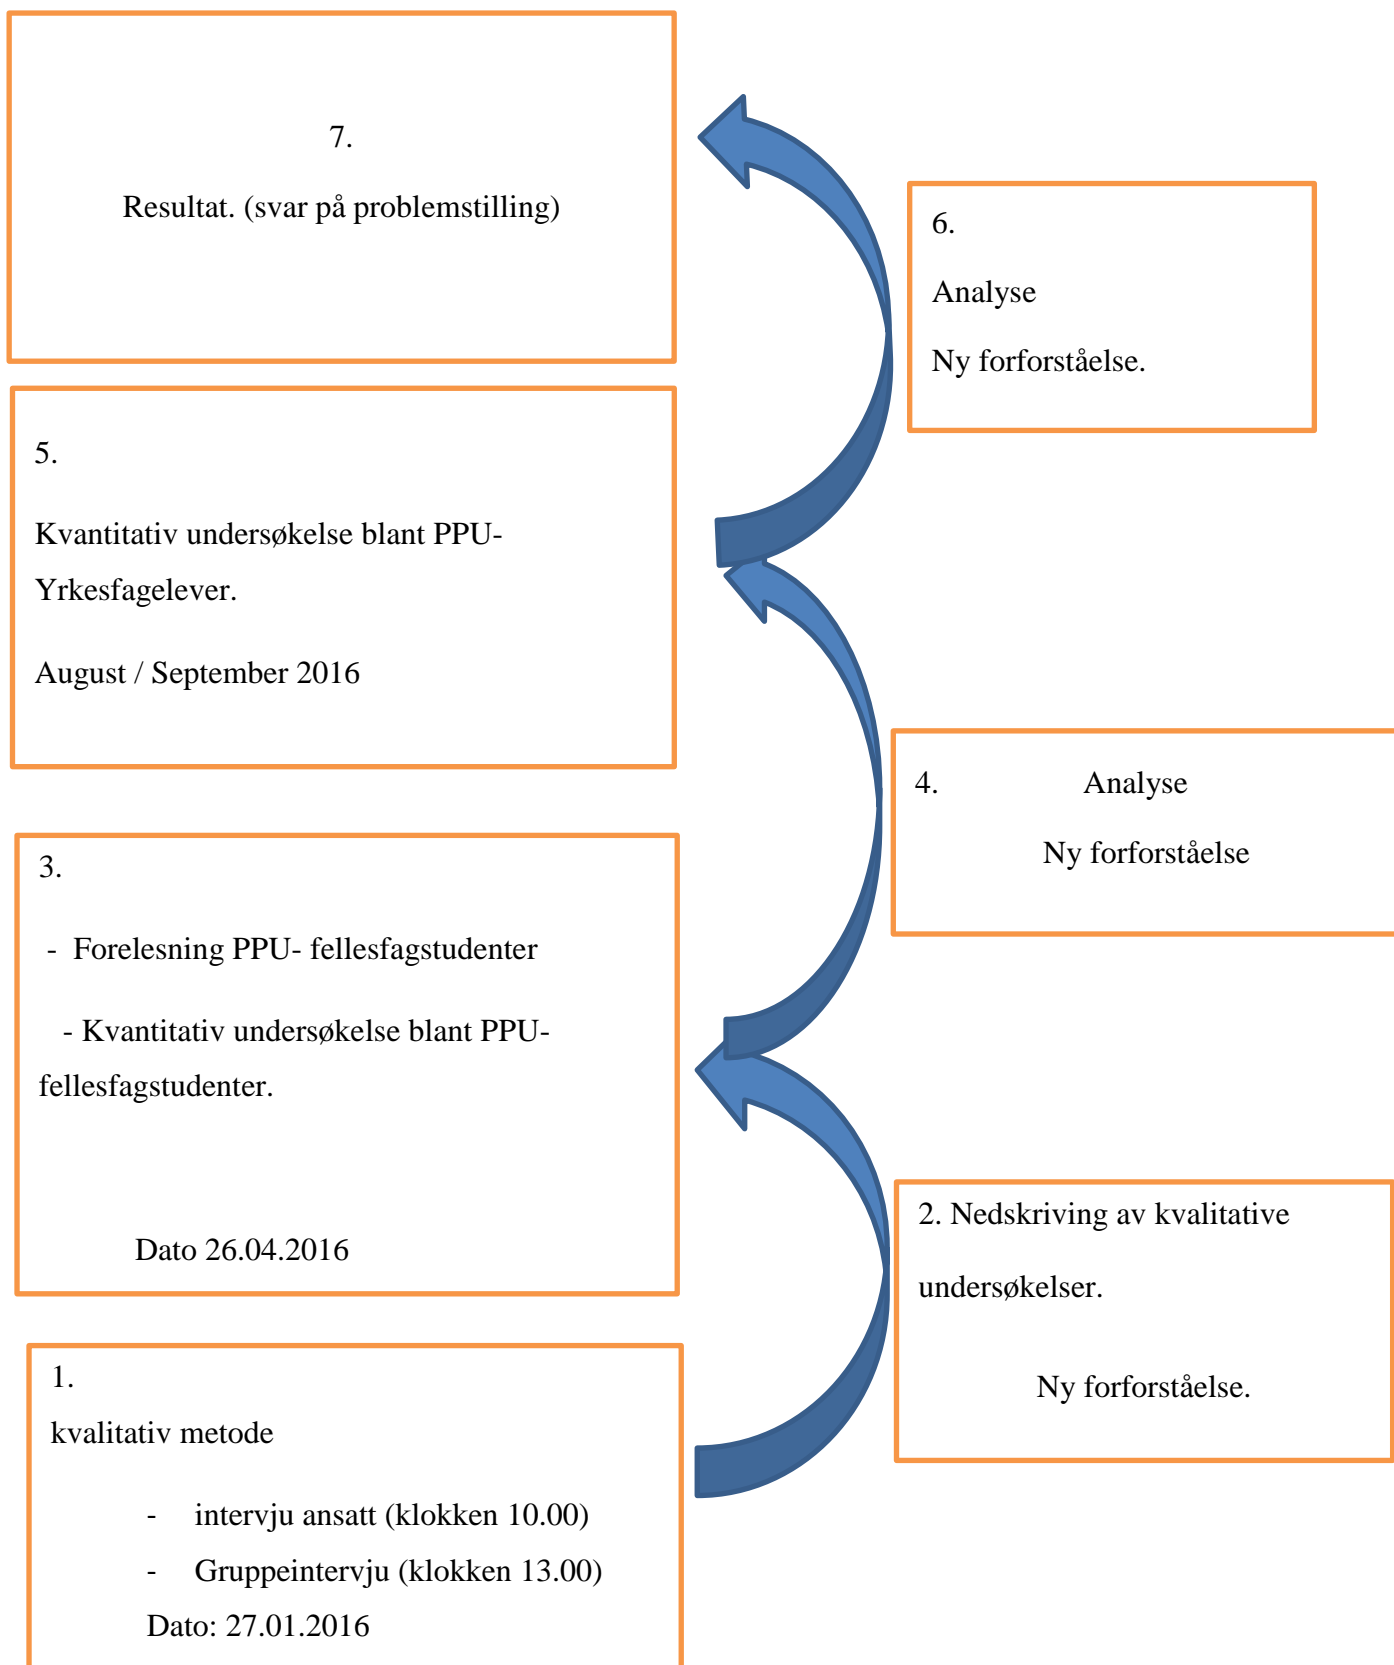 7.
Resultat. (svar på problemstilling)
6.
Analyse
Ny forforståelse.
5.
Kvantitativ undersøkelse blant PPU-
Yrkesfagelever.
August / September 2016
4. Analyse
Ny forforståelse
3.
- Forelesning PPU- fellesfagstudenter
- Kvantitativ undersøkelse blant PPU-
fellesfagstudenter.
Dato 26.04.2016
2. Nedskriving av kvalitative
undersøkelser.
Ny forforståelse.
1.
kvalitativ metode
- intervju ansatt (klokken 10.00)
- Gruppeintervju (klokken 13.00)
Dato: 27.01.2016